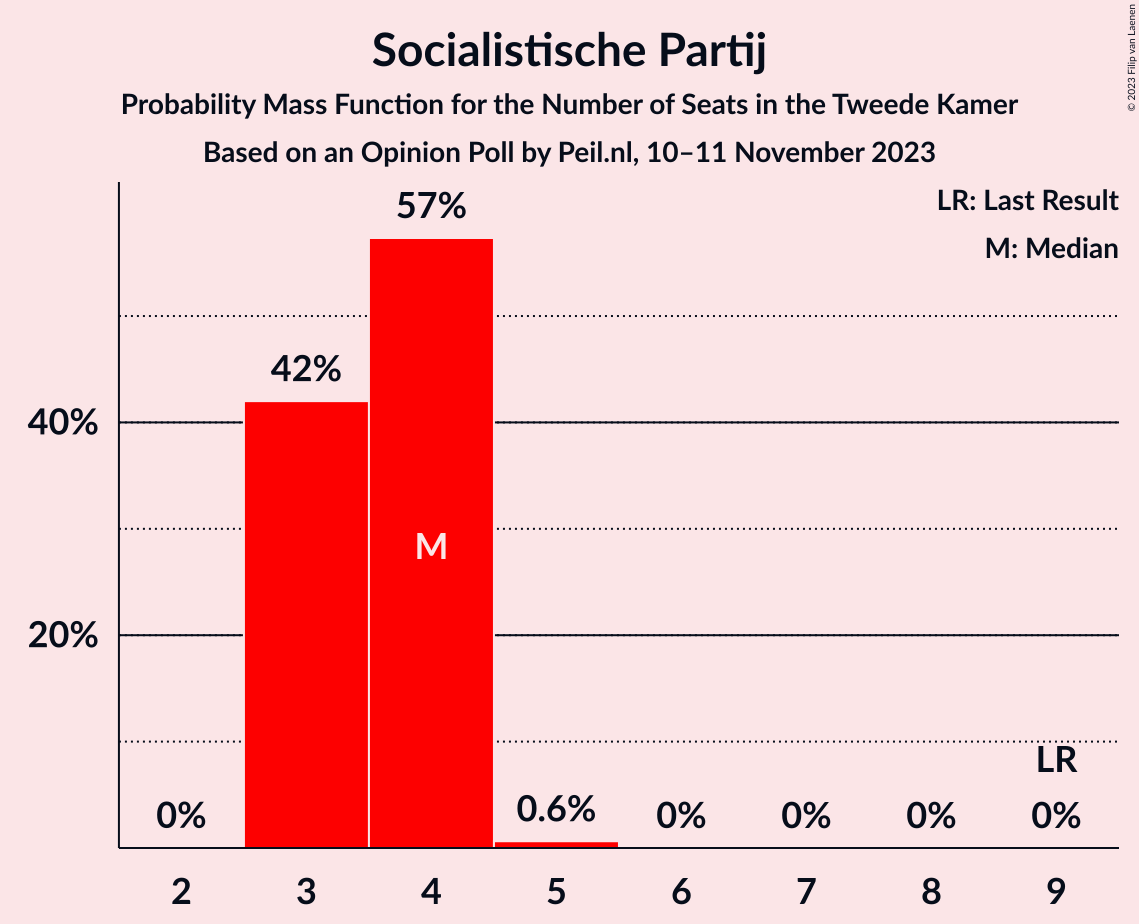 Socialistische Partij
Probability Mass Function for the Number of Seats in the Tweede Kamer
Based on an Opinion Poll by Peil.nl, 10–11 November 2023
© 2023 Filip van Laenen
LR: Last Result
M: Median
57%
42%
40%
M
20%
LR
0%
0.6%
0%
0%
0%
0%
2 3 4 5 6 7 8 9